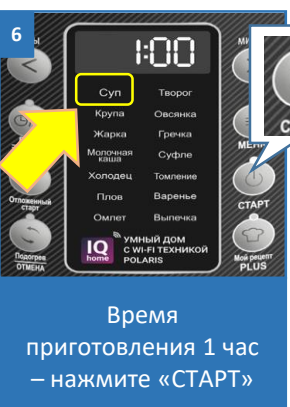 6
1:00
Суп Творог
Крупа Овсянка
Жарка Гречка
Молочная каша Суфле
Холодец Томление
Плов Варенье
Омлет Выпечка
IQ home
УМНЫЙ ДОМ
С WI-FI ТЕХНИКОЙ
POLARIS
Отложенный
старт
СТАРТ
Подогрев
ОТМЕНА
Мой рецепт
PLUS
Время
приготовления 1 час
– нажмите «СТАРТ»